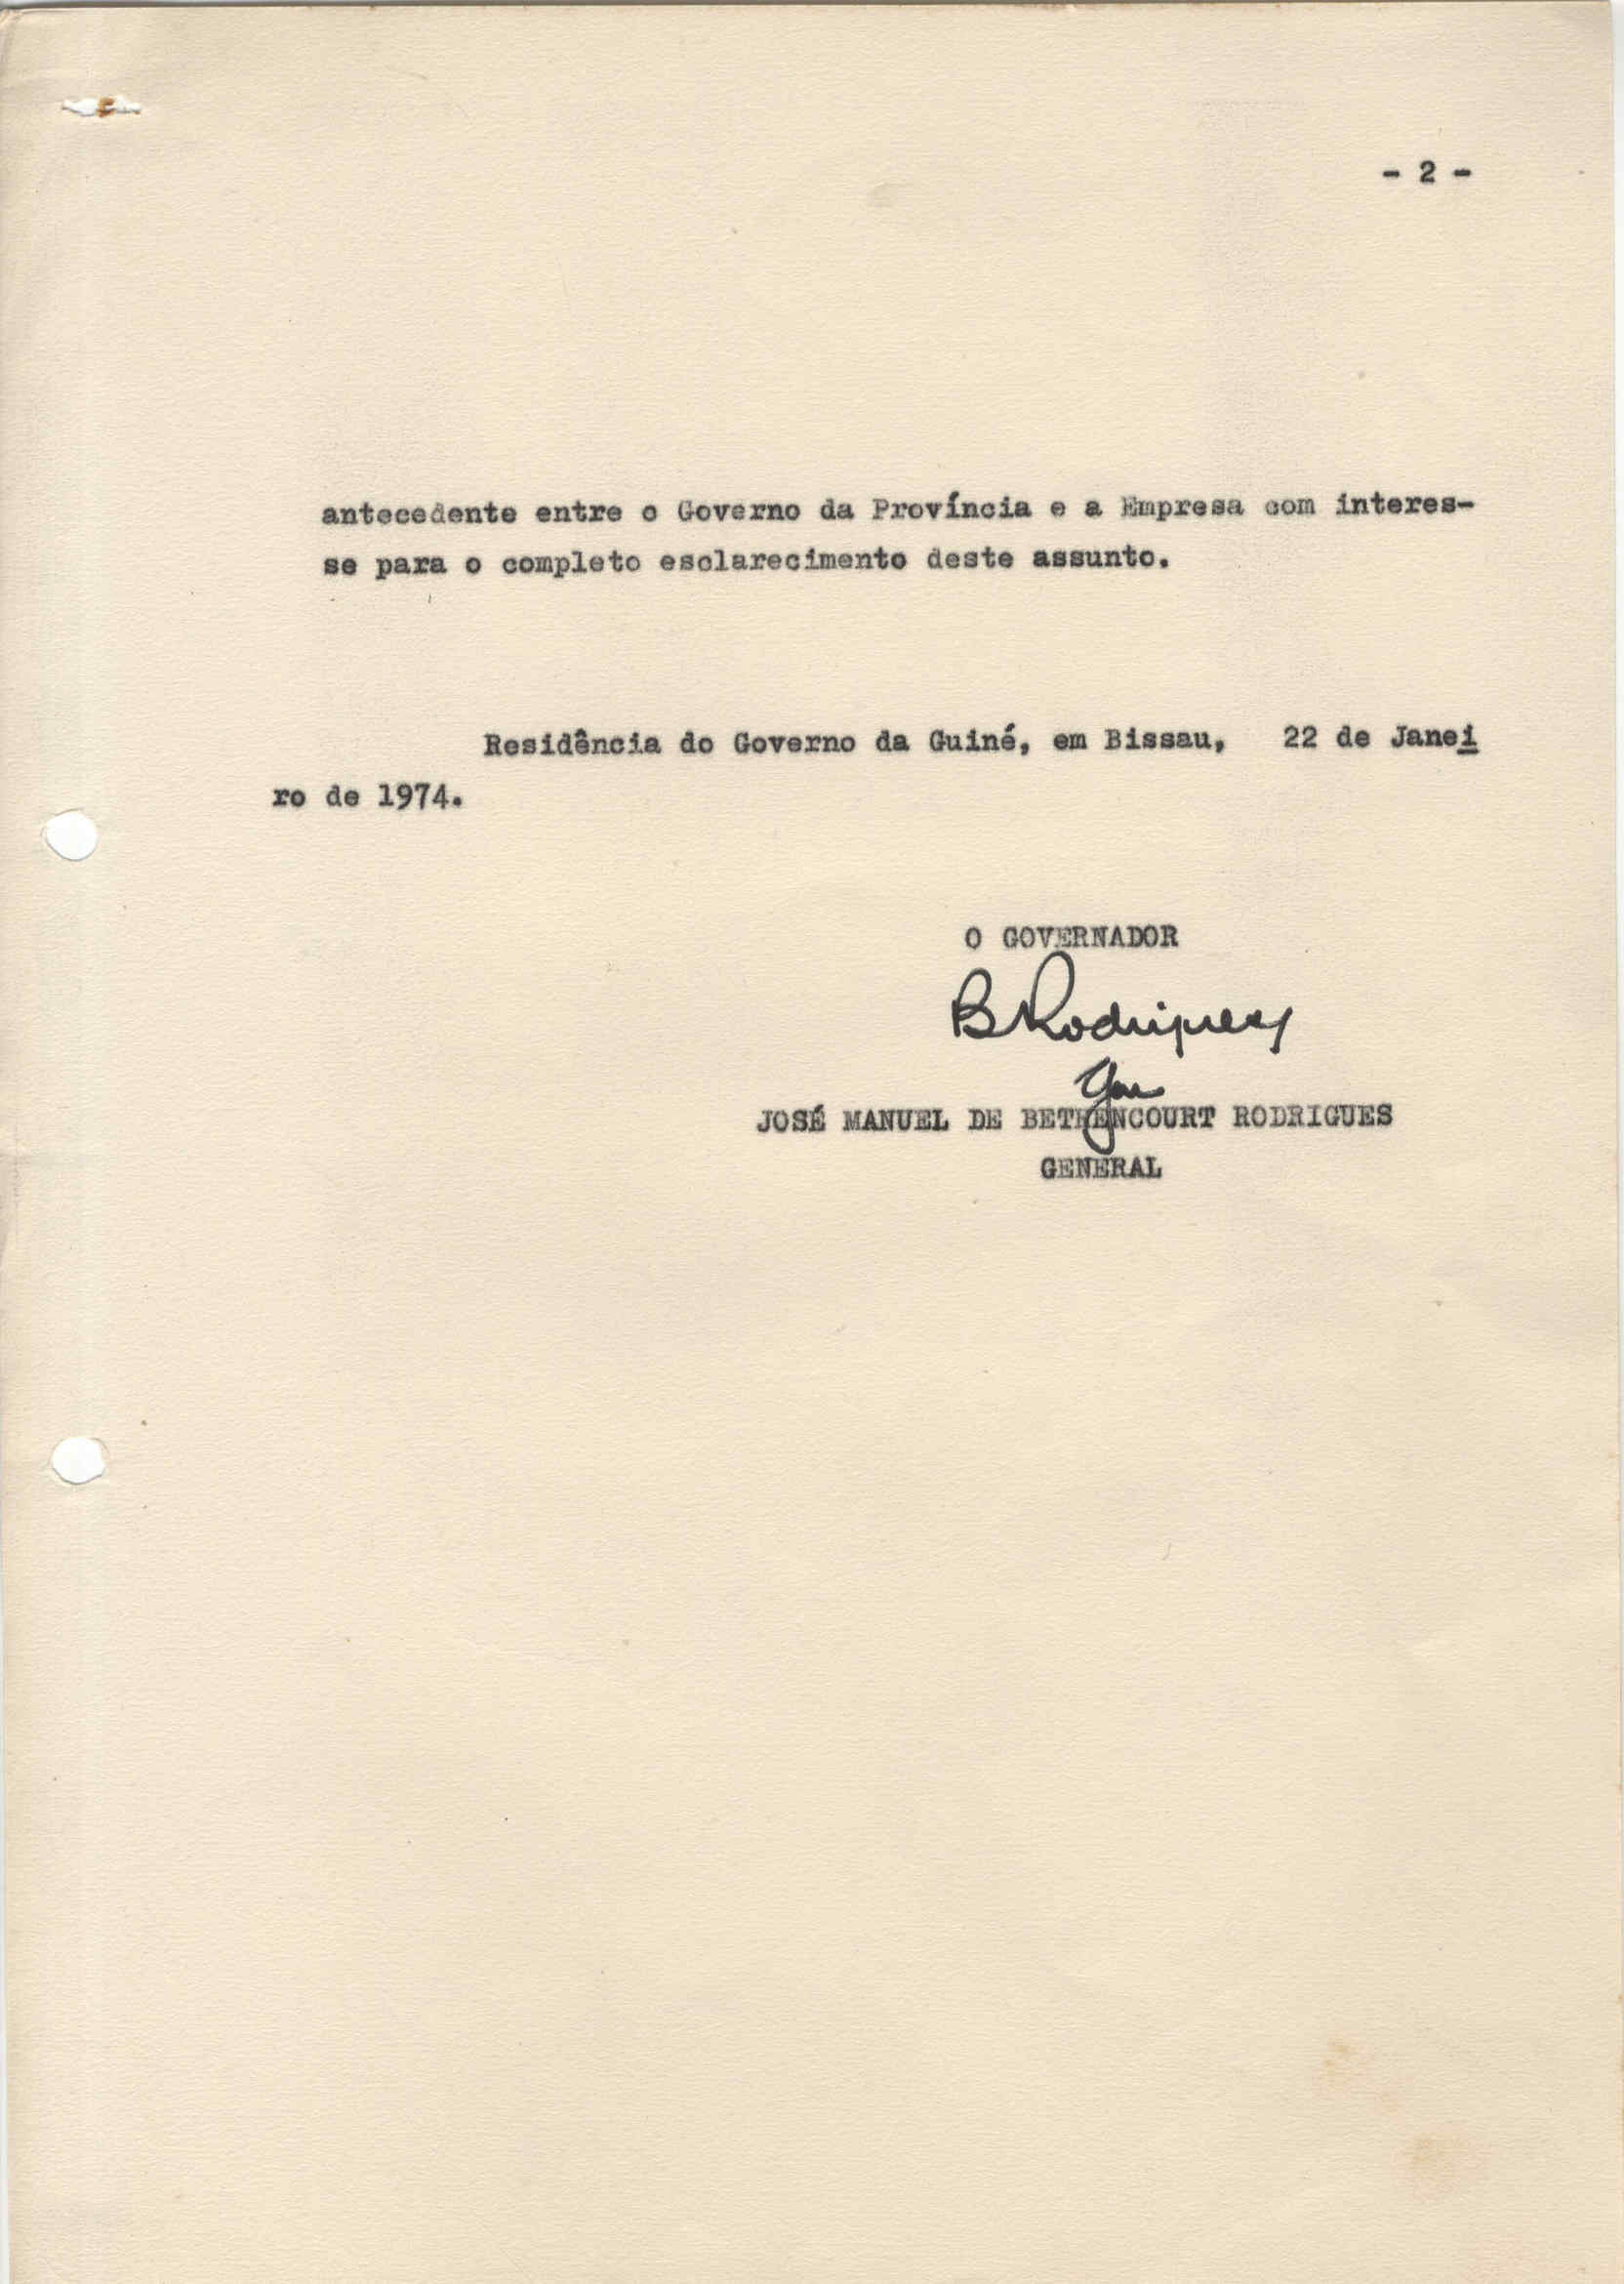 - 2 -
antecedente entre o Governo da Província e a Empresa com interes-
se para o completo esclarecimento deste assunto.
Residência do Governo da Guiné, em Bissau, 22 de Janei
ro de 1974.
O GOVERNADOR
BRodrigues
JOSÉ MANUEL DE BETHENCOURT RODRIGUES
GENERAL